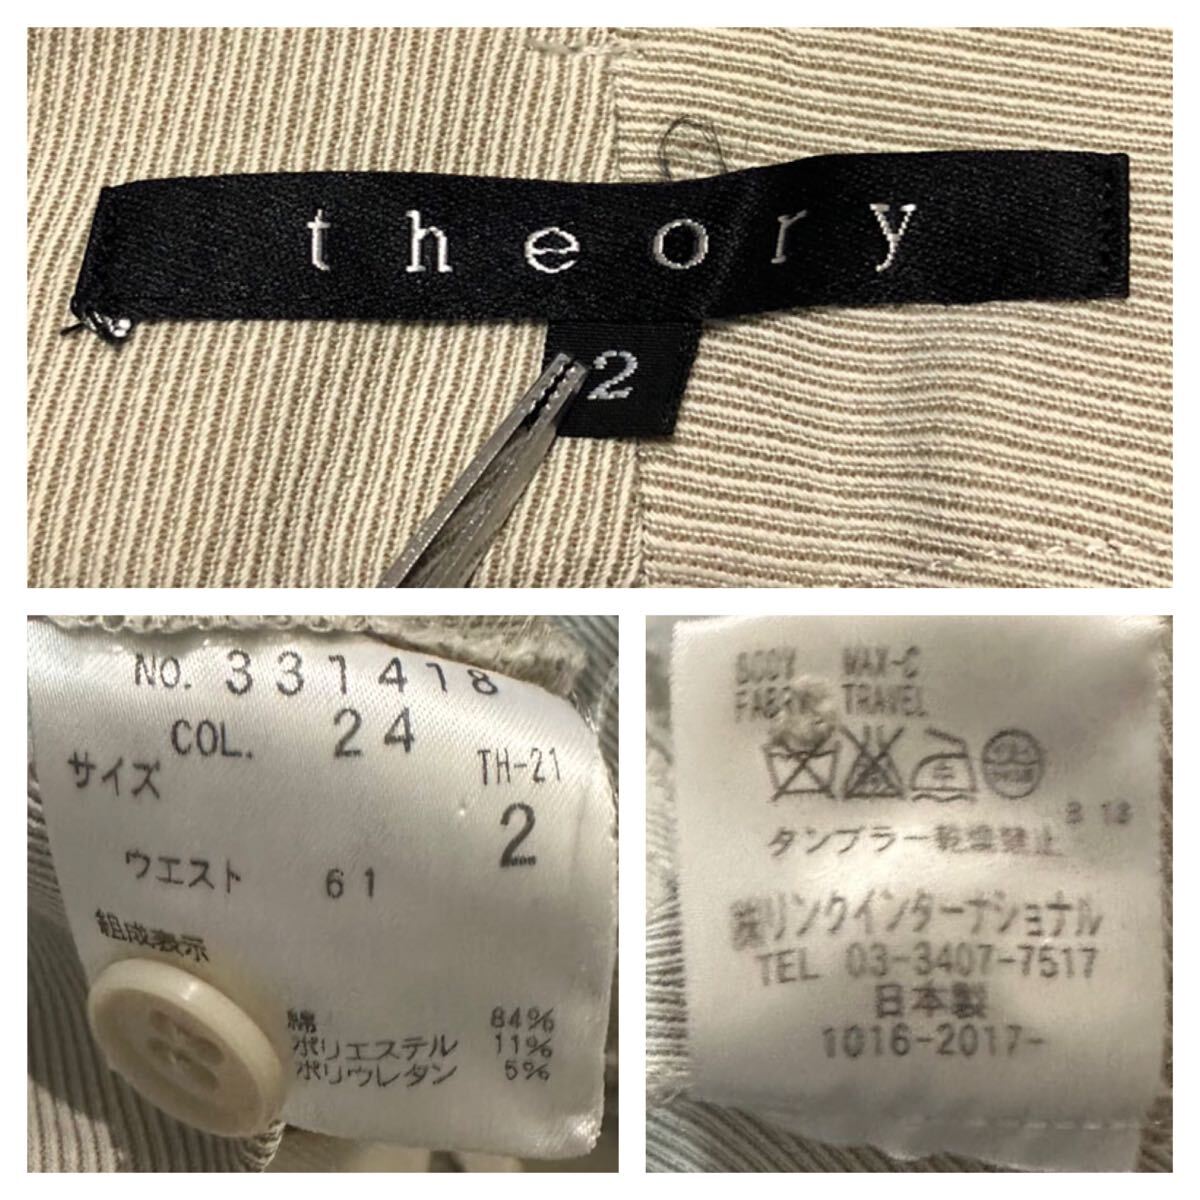 theory
2
NO. 331418
COL. 24
TH-21
サイズ 2
ウエスト 61
組成表示
綿 84%
ポリエステル 11%
ポリウレタン 5%
BODY MAX-C
FABRIC TRAVEL
タンブラー乾燥禁止
㈱リンクインターナショナル
TEL 03-3407-7517
日本製
1016-2017-